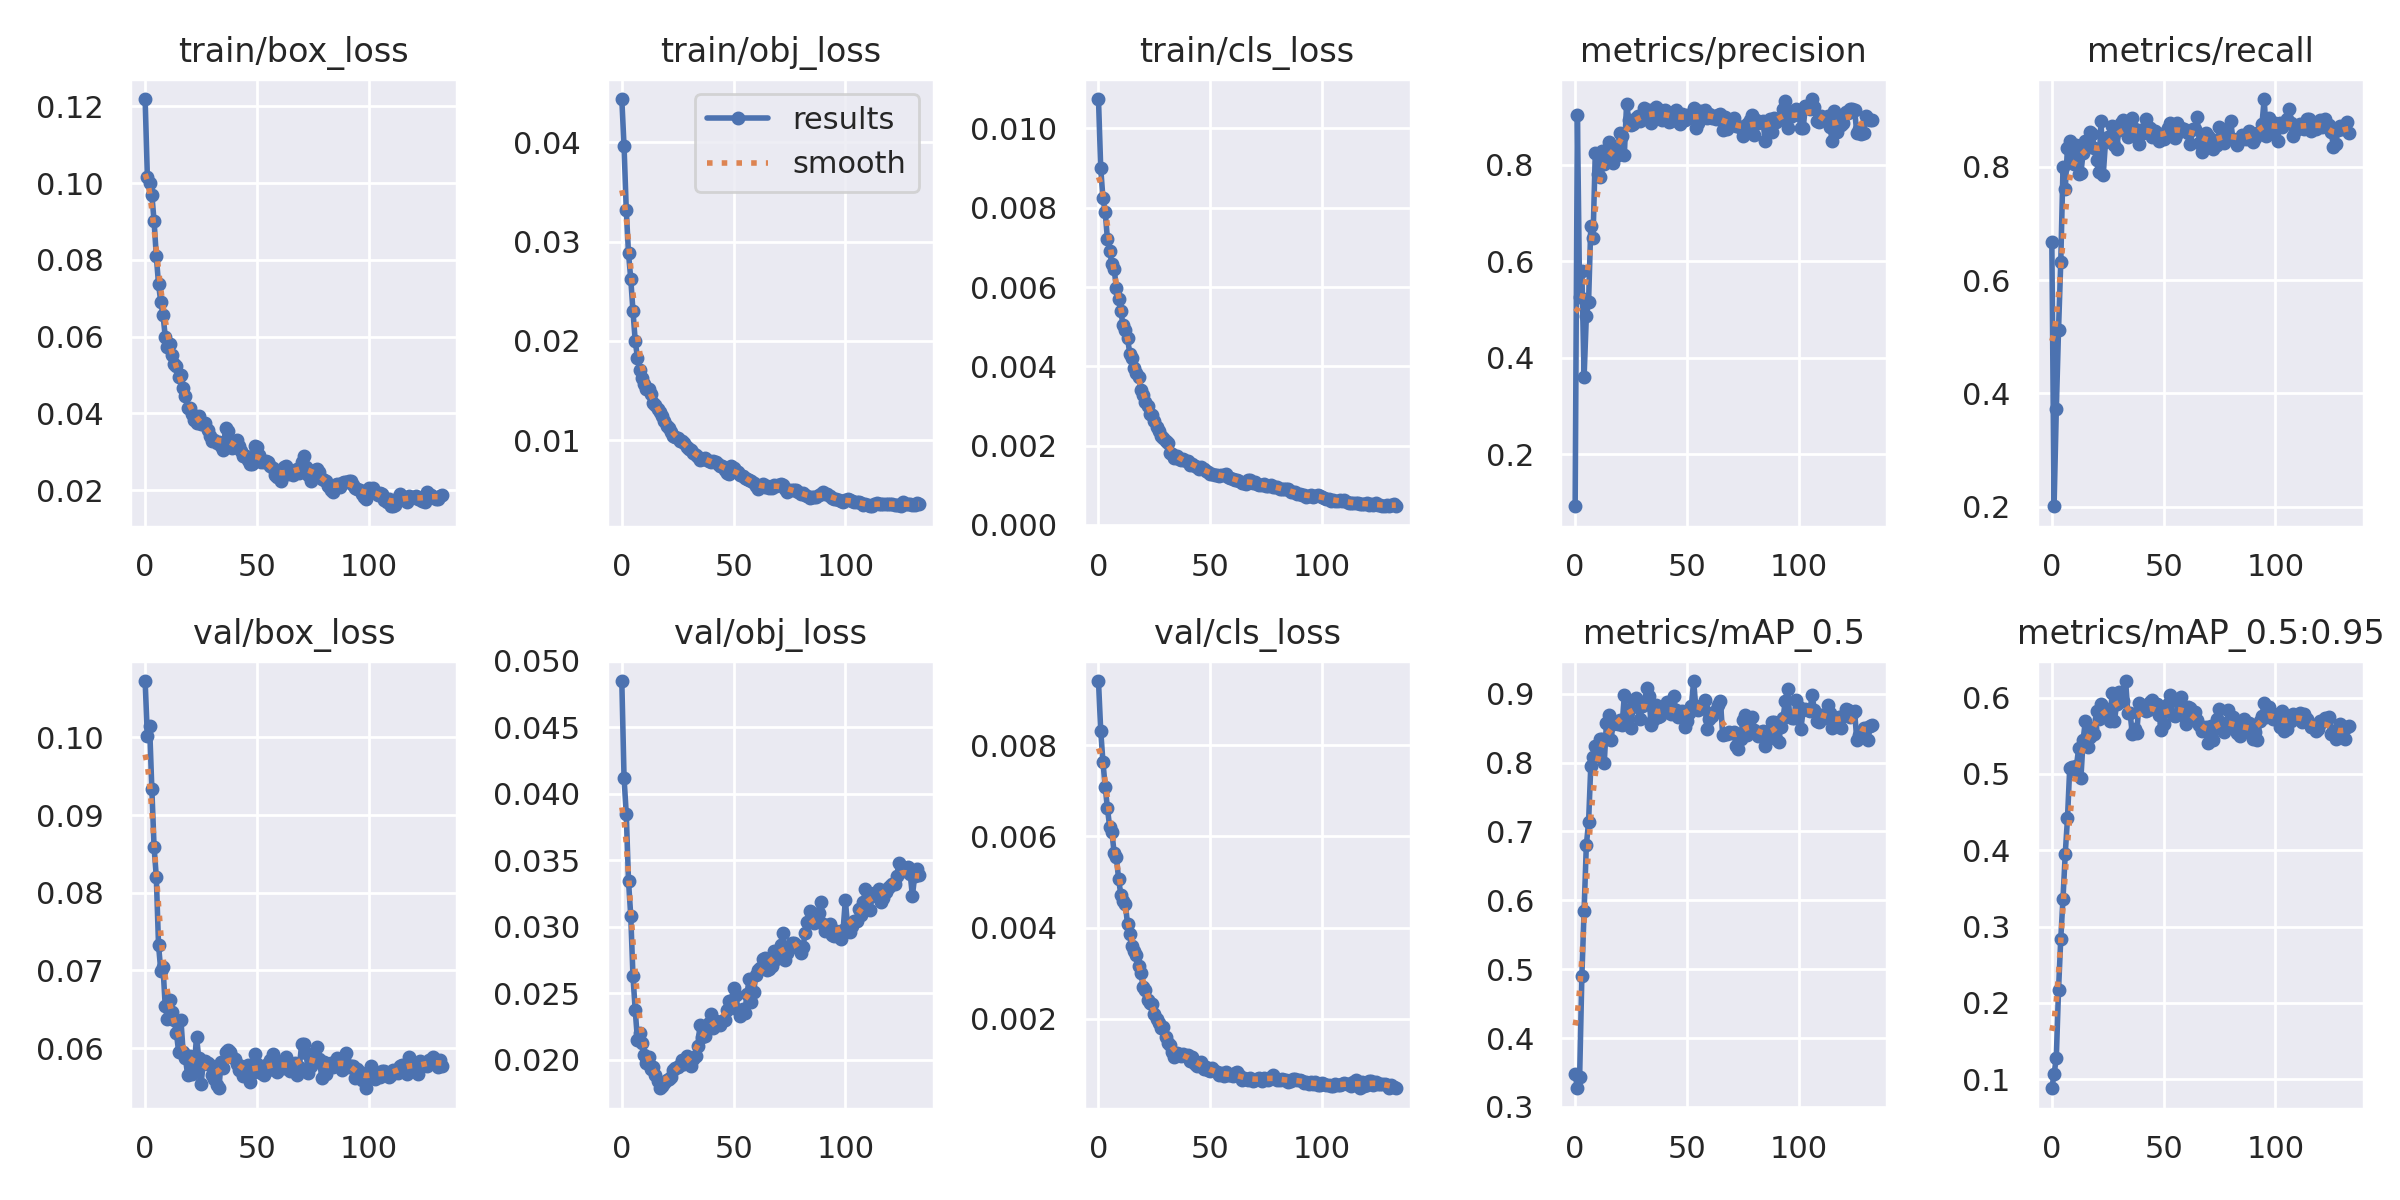 train/box_loss
0.12
0.10
0.08
0.06
0.04
0.02
0 50 100
train/obj_loss
results
smooth
0.04
0.03
0.02
0.01
0 50 100
train/cls_loss
0.010
0.008
0.006
0.004
0.002
0.000
0 50 100
metrics/precision
0.8
0.6
0.4
0.2
0 50 100
metrics/recall
0.8
0.6
0.4
0.2
0 50 100
val/box_loss
0.10
0.09
0.08
0.07
0.06
0 50 100
val/obj_loss
0.050
0.045
0.040
0.035
0.030
0.025
0.020
0 50 100
val/cls_loss
0.008
0.006
0.004
0.002
0 50 100
metrics/mAP_0.5
0.9
0.8
0.7
0.6
0.5
0.4
0.3
0 50 100
metrics/mAP_0.5:0.95
0.6
0.5
0.4
0.3
0.2
0.1
0 50 100